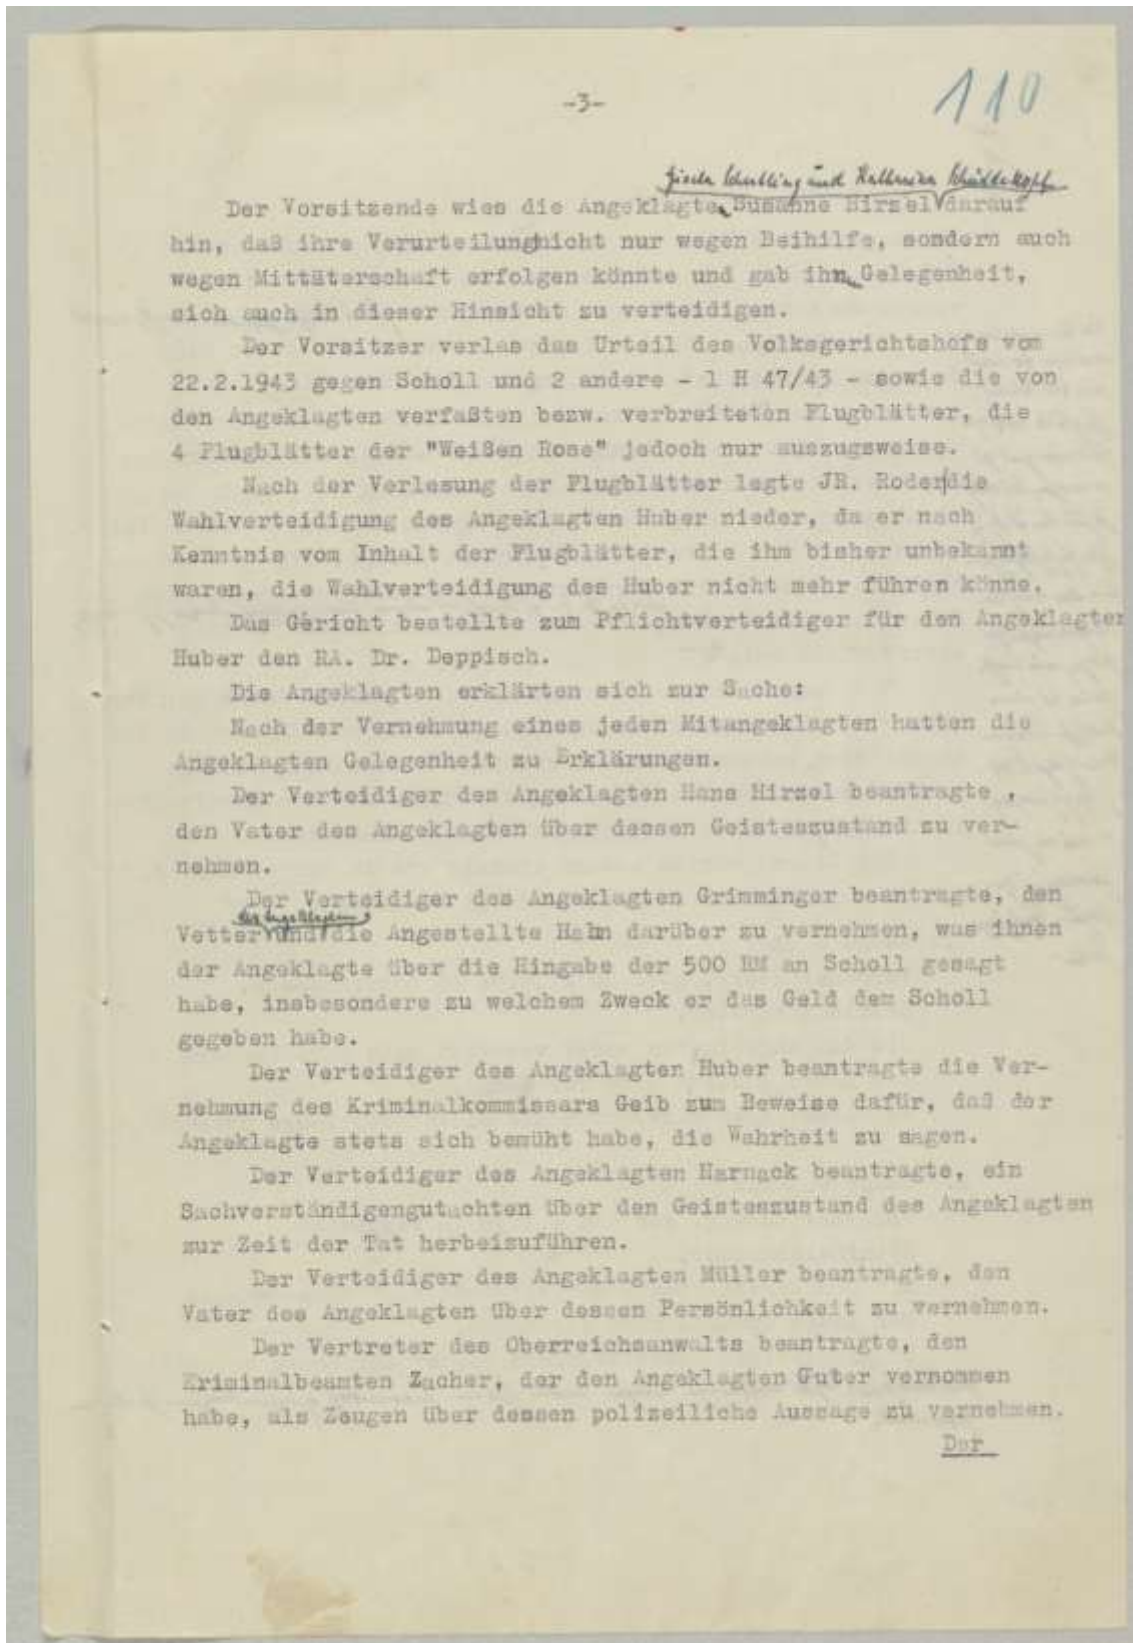 -3-
110
Gisela Schertling und Katharina Schüddekopf
Der Vorsitzende wies die Angeklagten Susanne Hirzel darauf
hin, daß ihre Verurteilung nicht nur wegen Beihilfe, sondern auch
wegen Mittäterschaft erfolgen könnte und gab ihn Gelegenheit,
sich auch in dieser Hinsicht zu verteidigen.
Der Vorsitzer verlas das Urteil des Volksgerichtshofs vom
22.2.1943 gegen Scholl und 2 andere - 1 H 47/43 - sowie die von
den Angeklagten verfaßten bezw. verbreiteten Flugblätter, die
4 Flugblätter der "Weißen Rose" jedoch nur auszugsweise.
Nach der Verlesung der Flugblätter legte JR. Roder die
Wahlverteidigung des Angeklagten Huber nieder, da er nach
Kenntnis vom Inhalt der Flugblätter, die ihm bisher unbekannt
waren, die Wahlverteidigung des Huber nicht mehr führen könne.
Das Gericht bestellte zum Pflichtverteidiger für den Angeklagten
Huber den RA. Dr. Deppisch.
Die Angeklagten erklärten sich zur Sache:
Nach der Vernehmung eines jeden Mitangeklagten hatten die
Angeklagten Gelegenheit zu Erklärungen.
Der Verteidiger des Angeklagten Hans Hirzel beantragte ,
den Vater des Angeklagten über dessen Geisteszustand zu ver-
nehmen.
Der Verteidiger des Angeklagten Grimminger beantragte, den
des Angeklagten
Vetter und die Angestellte Hahn darüber zu vernehmen, was ihnen
der Angeklagte über die Hingabe der 500 RM an Scholl gesagt
habe, insbesondere zu welchem Zweck er das Geld dem Scholl
gegeben habe.
Der Verteidiger des Angeklagten Huber beantragte die Ver-
nehmung des Kriminalkommissars Geib zum Beweise dafür, daß der
Angeklagte stets sich bemüht habe, die Wahrheit zu sagen.
Der Verteidiger des Angeklagten Harnack beantragte, ein
Sachverständigengutachten über den Geisteszustand des Angeklagten
zur Zeit der Tat herbeizuführen.
Der Verteidiger des Angeklagten Müller beantragte, den
Vater des Angeklagten über dessen Persönlichkeit zu vernehmen.
Der Vertreter des Oberreichsanwalts beantragte, den
Kriminalbeamten Zacher, der den Angeklagten Guter vernommen
habe, als Zeugen über dessen polizeiliche Aussage zu vernehmen.
Der